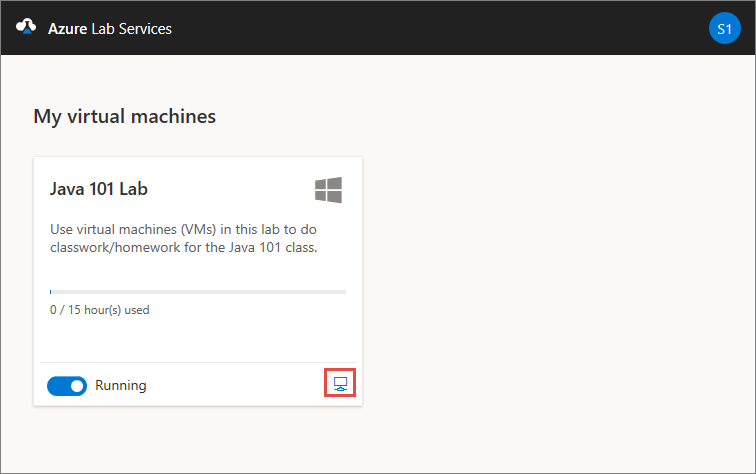 Azure Lab Services
S1
My virtual machines
Java 101 Lab
Use virtual machines (VMs) in this lab to do
classwork/homework for the Java 101 class.
0 / 15 hour(s) used
Running